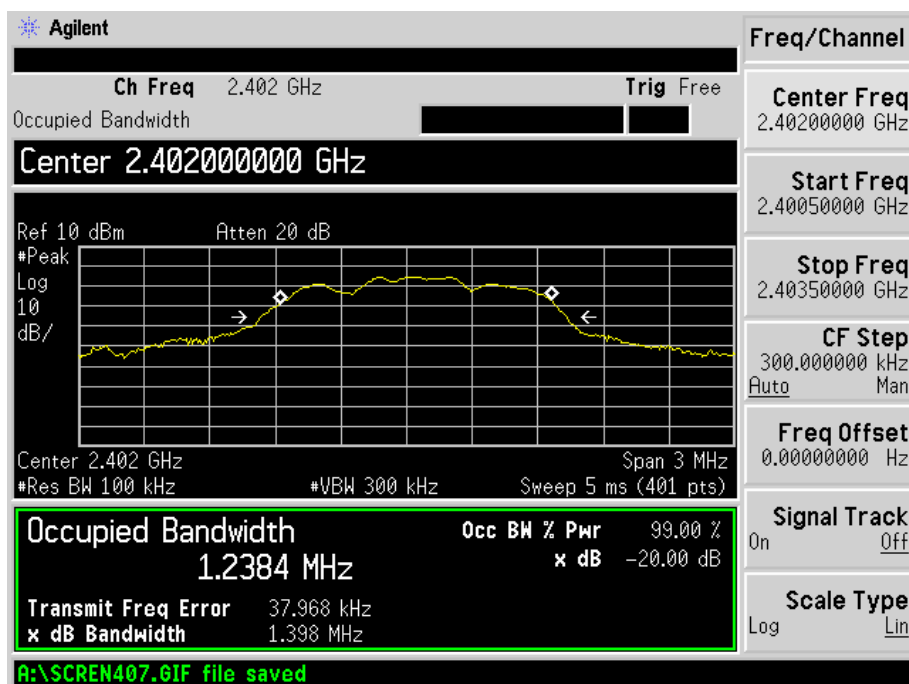 Agilent
Ch Freq 2.402 GHz Trig Free
Occupied Bandwidth
Center 2.402000000 GHz
Ref 10 dBm Atten 20 dB
#Peak
Log
10
dB/
Center 2.402 GHz Span 3 MHz
#Res BW 100 kHz #VBW 300 kHz Sweep 5 ms (401 pts)
Occupied Bandwidth
1.2384 MHz
Occ BW % Pwr 99.00 %
x dB -20.00 dB
Transmit Freq Error 37.968 kHz
x dB Bandwidth 1.398 MHz
A:\SCREN407.GIF file saved
Freq/Channel
Center Freq
2.40200000 GHz
Start Freq
2.40050000 GHz
Stop Freq
2.40350000 GHz
CF Step
300.000000 kHz
Auto Man
Freq Offset
0.00000000 Hz
Signal Track
On Off
Scale Type
Log Lin